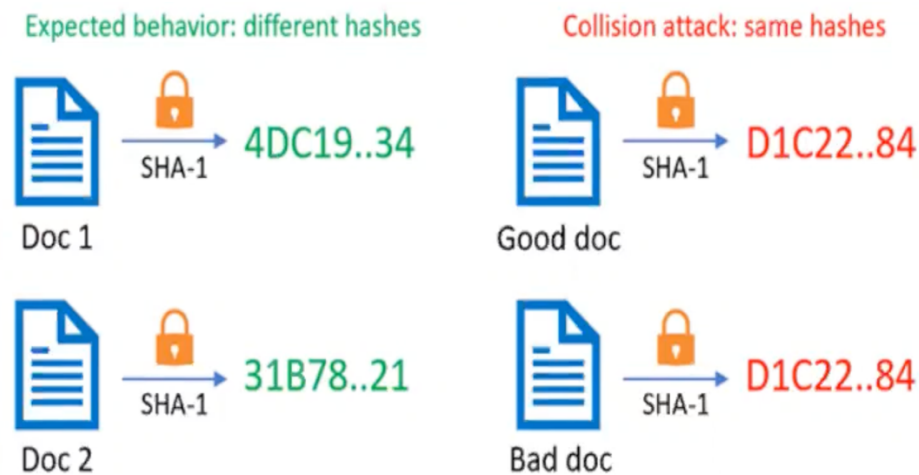 Expected behavior: different hashes
SHA-1
4DC19..34
Doc 1
SHA-1
31B78..21
Doc 2
Collision attack: same hashes
SHA-1
D1C22..84
Good doc
SHA-1
D1C22..84
Bad doc